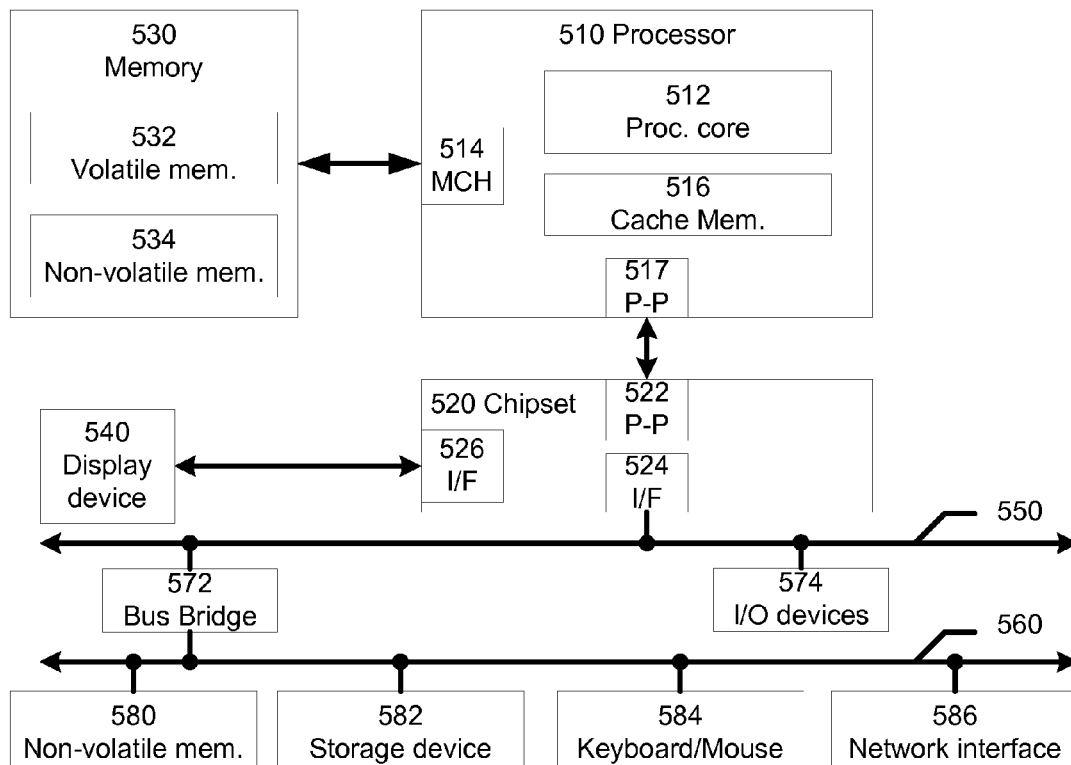 530
Memory
532
Volatile mem.
534
Non-volatile mem.
510 Processor
512
Proc. core
514
MCH
516
Cache Mem.
517
P-P
520 Chipset
522
P-P
526
I/F
524
I/F
540
Display
device
550
572
Bus Bridge
574
I/O devices
560
580
Non-volatile mem.
582
Storage device
584
Keyboard/Mouse
586
Network interface